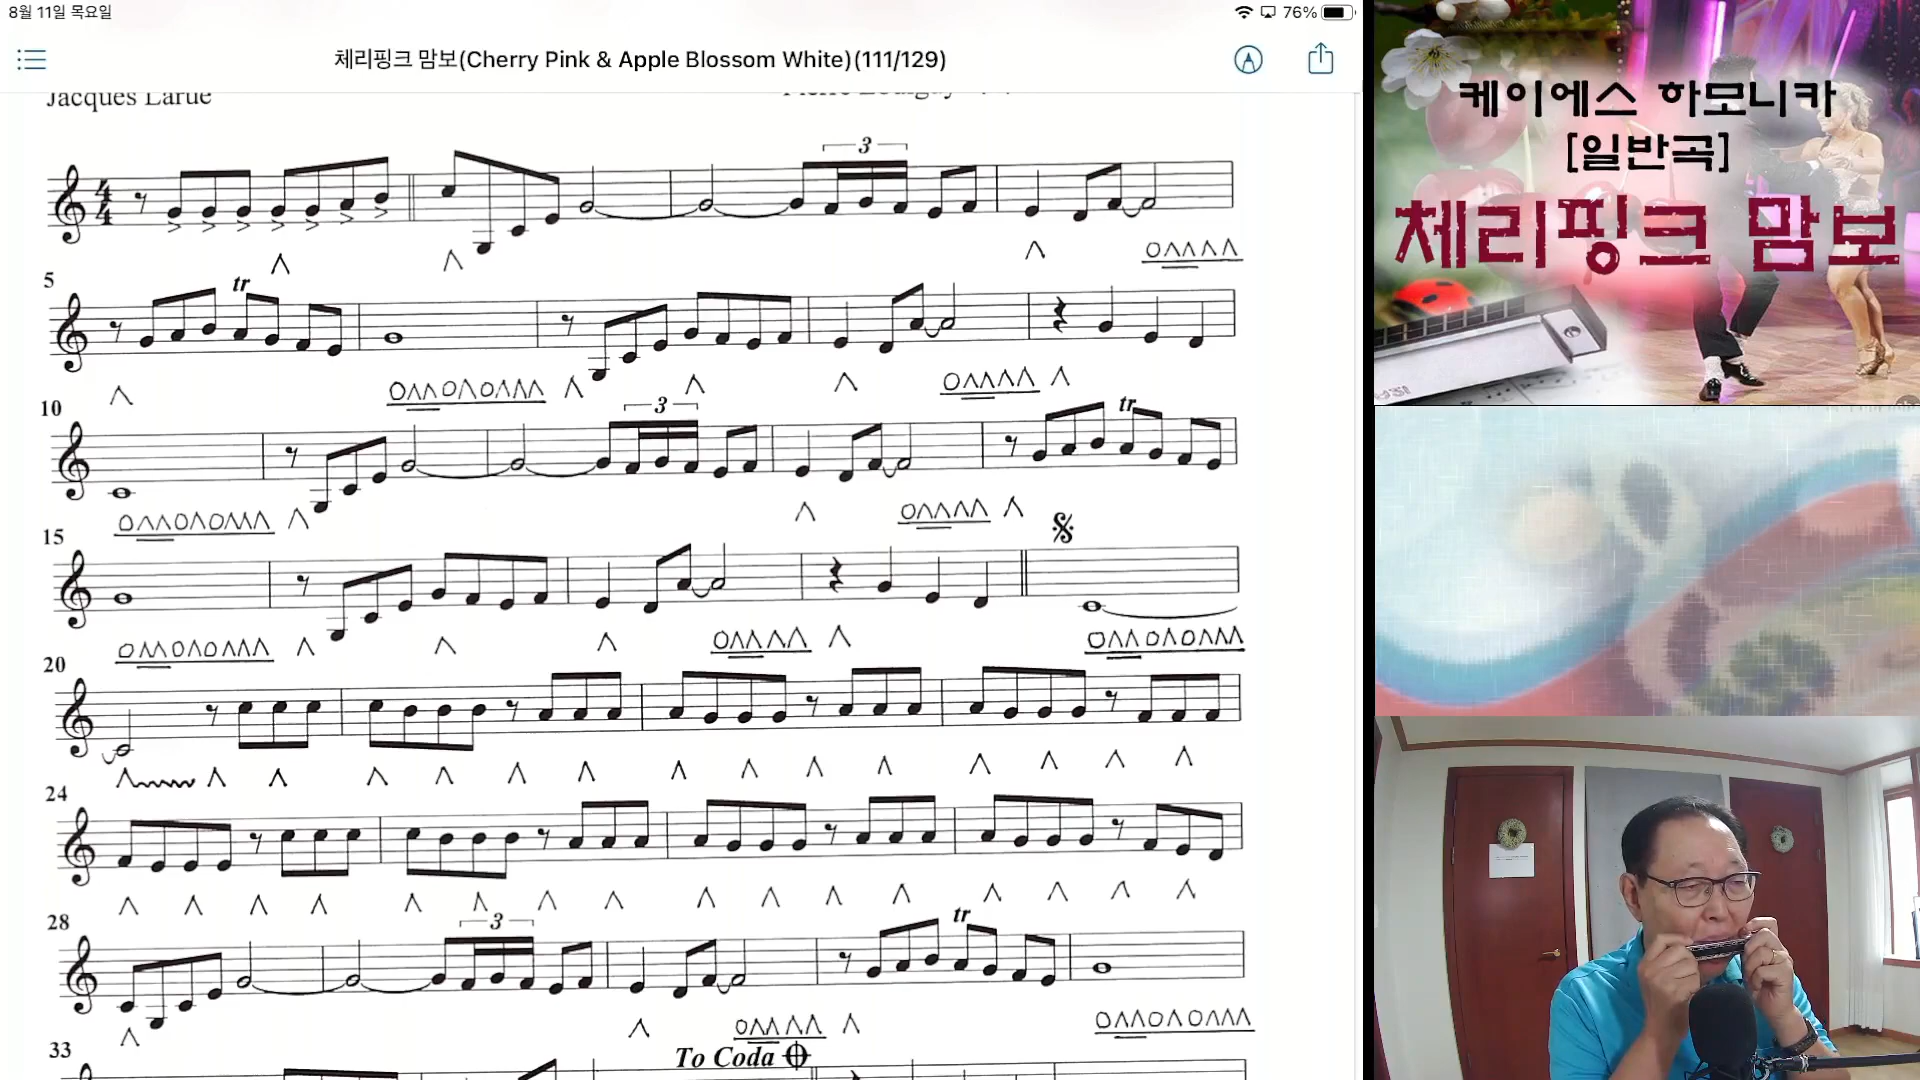 8월 11일 목요일
76%
체리핑크 맘보(Cherry Pink & Apple Blossom White)(111/129)
Jacques Larue
3
5
tr
10
3
tr
15
20
24
28
3
tr
33
To Coda
케이에스 하모니카
[일반곡]
체리핑크 맘보